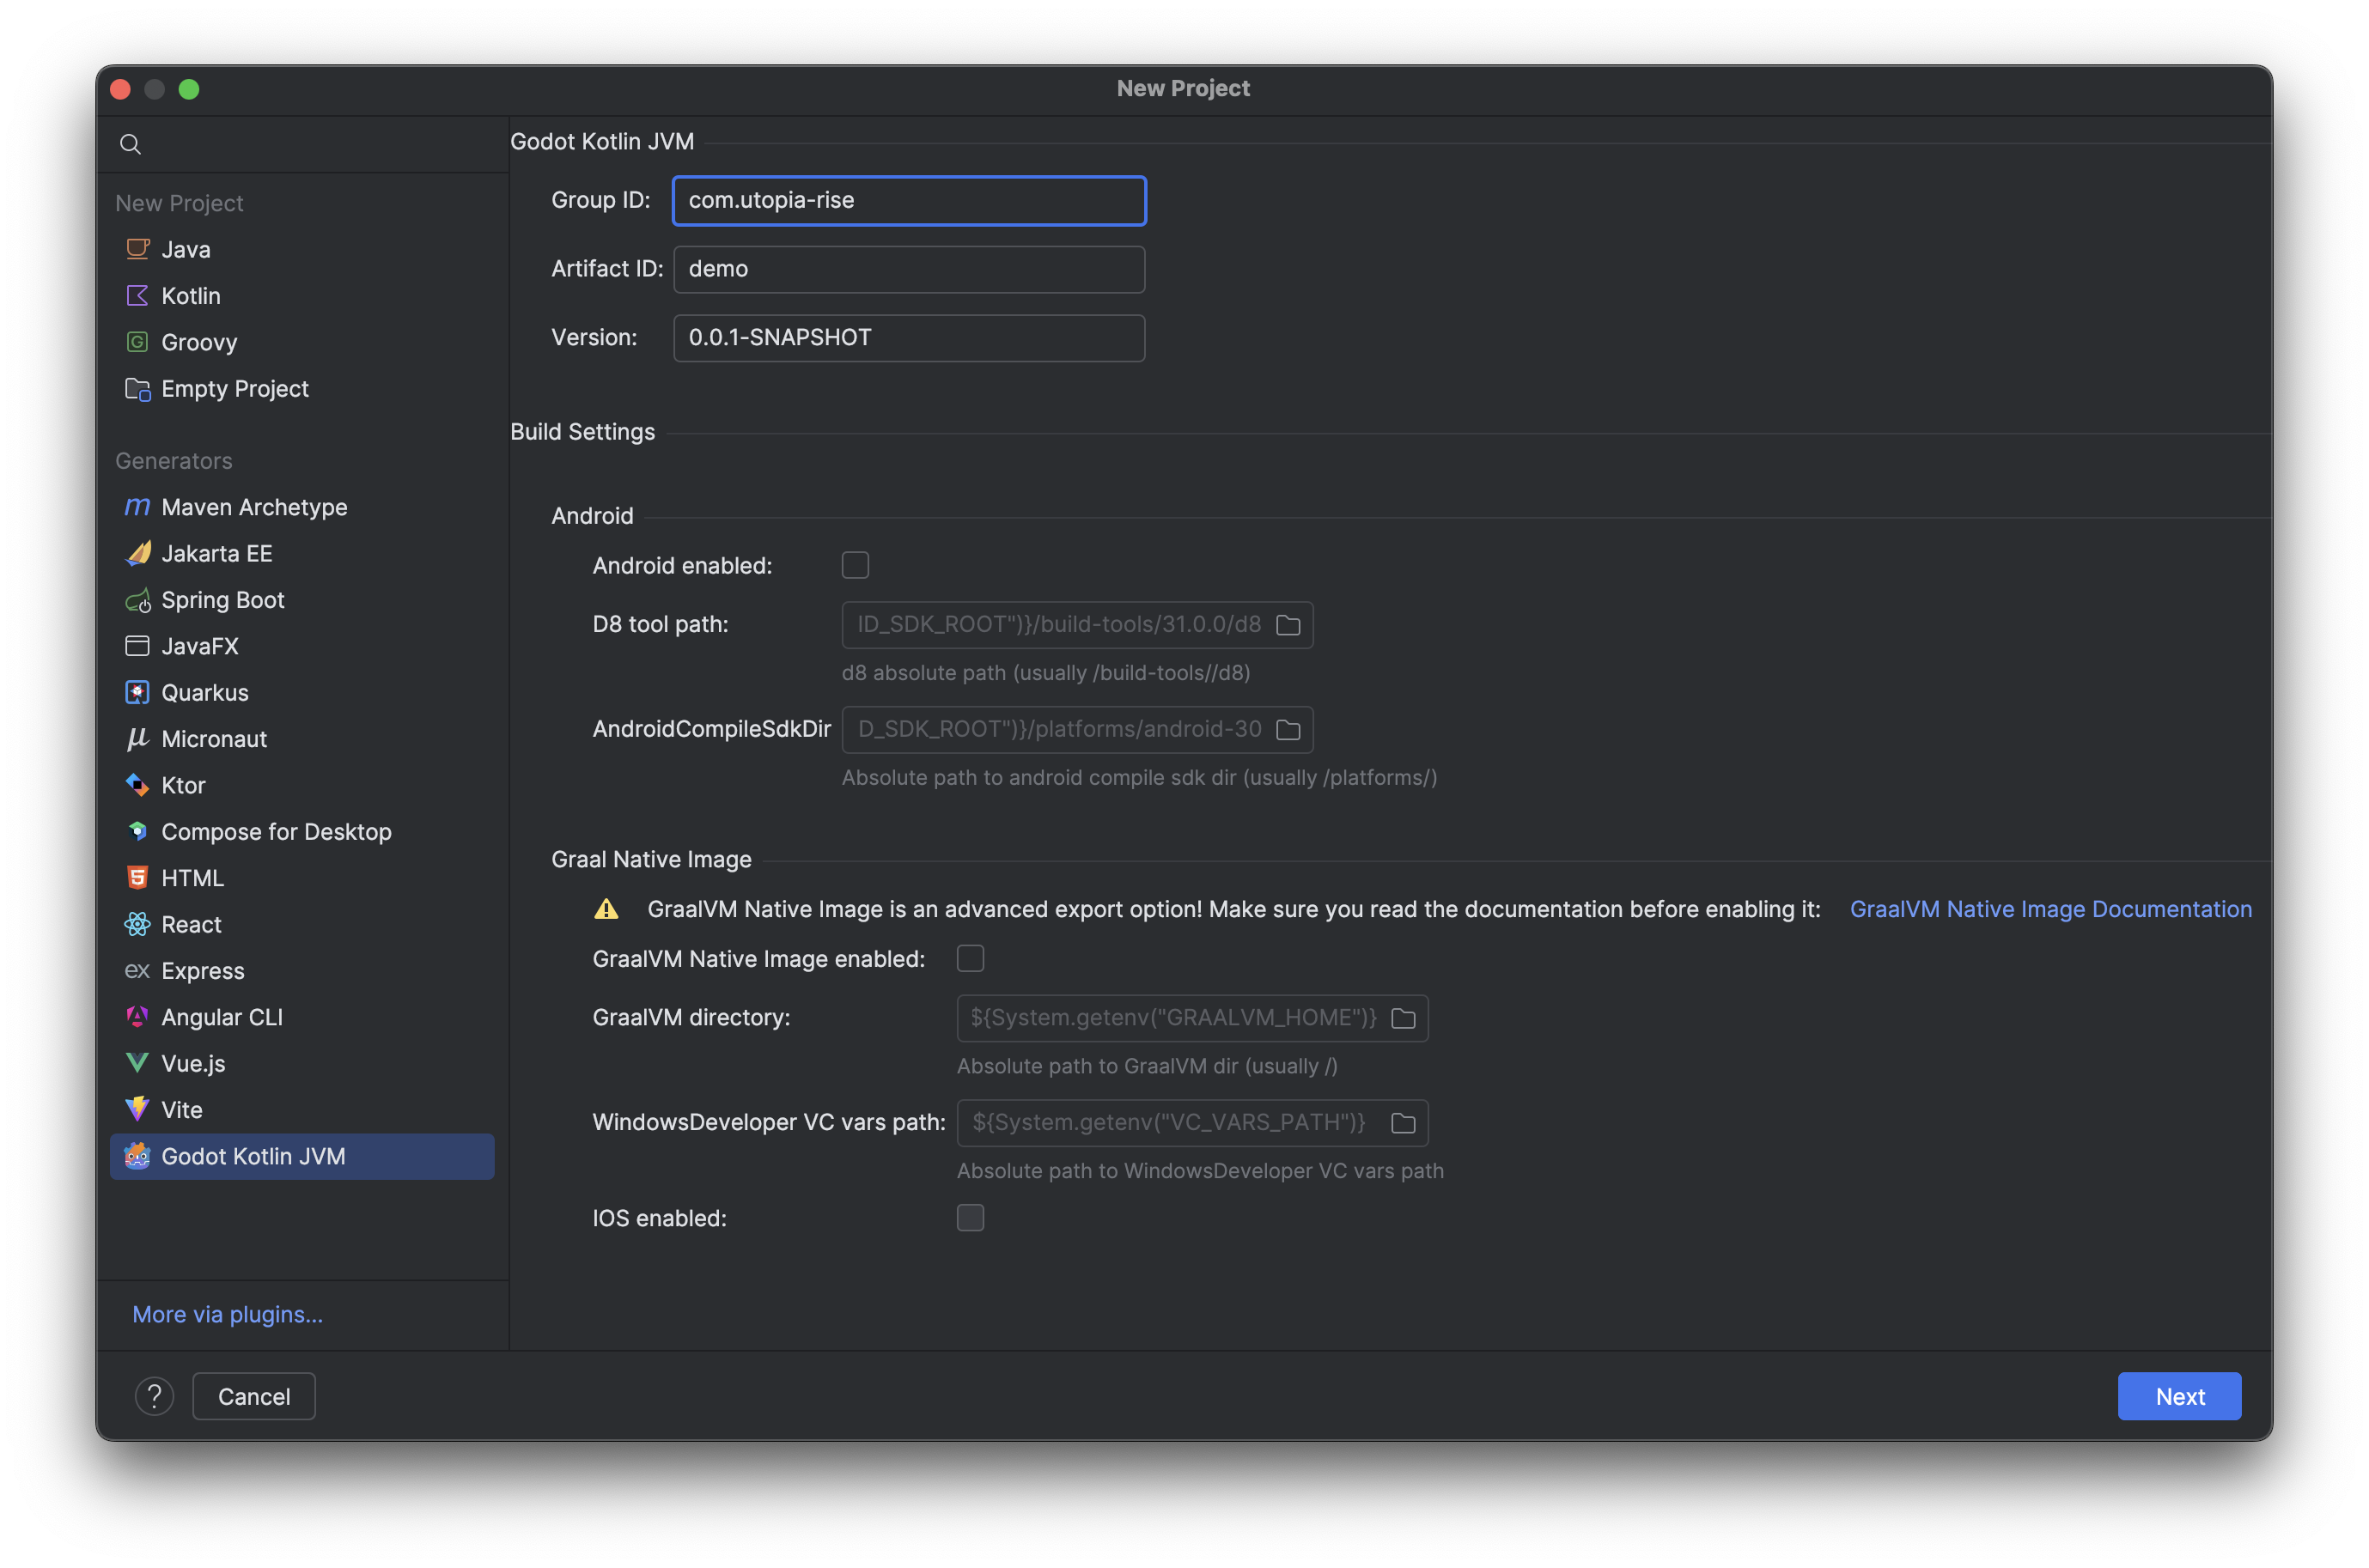 New Project
New Project
Java
Kotlin
G Groovy
Empty Project
Generators
m Maven Archetype
Jakarta EE
Spring Boot
JavaFX
Quarkus
μ Micronaut
Ktor
Compose for Desktop
5 HTML
React
ex Express
A Angular CLI
Vue.js
Vite
Godot Kotlin JVM
More via plugins...
Godot Kotlin JVM
Group ID: com.utopia-rise
Artifact ID: demo
Version: 0.0.1-SNAPSHOT
Build Settings
Android
Android enabled:
D8 tool path: ID_SDK_ROOT")}/build-tools/31.0.0/d8
d8 absolute path (usually /build-tools//d8)
AndroidCompileSdkDir D_SDK_ROOT")}/platforms/android-30
Absolute path to android compile sdk dir (usually /platforms/)
Graal Native Image
GraalVM Native Image is an advanced export option! Make sure you read the documentation before enabling it: GraalVM Native Image Documentation
GraalVM Native Image enabled:
GraalVM directory: ${System.getenv("GRAALVM_HOME")}
Absolute path to GraalVM dir (usually /)
WindowsDeveloper VC vars path: ${System.getenv("VC_VARS_PATH")}
Absolute path to WindowsDeveloper VC vars path
IOS enabled:
? Cancel
Next